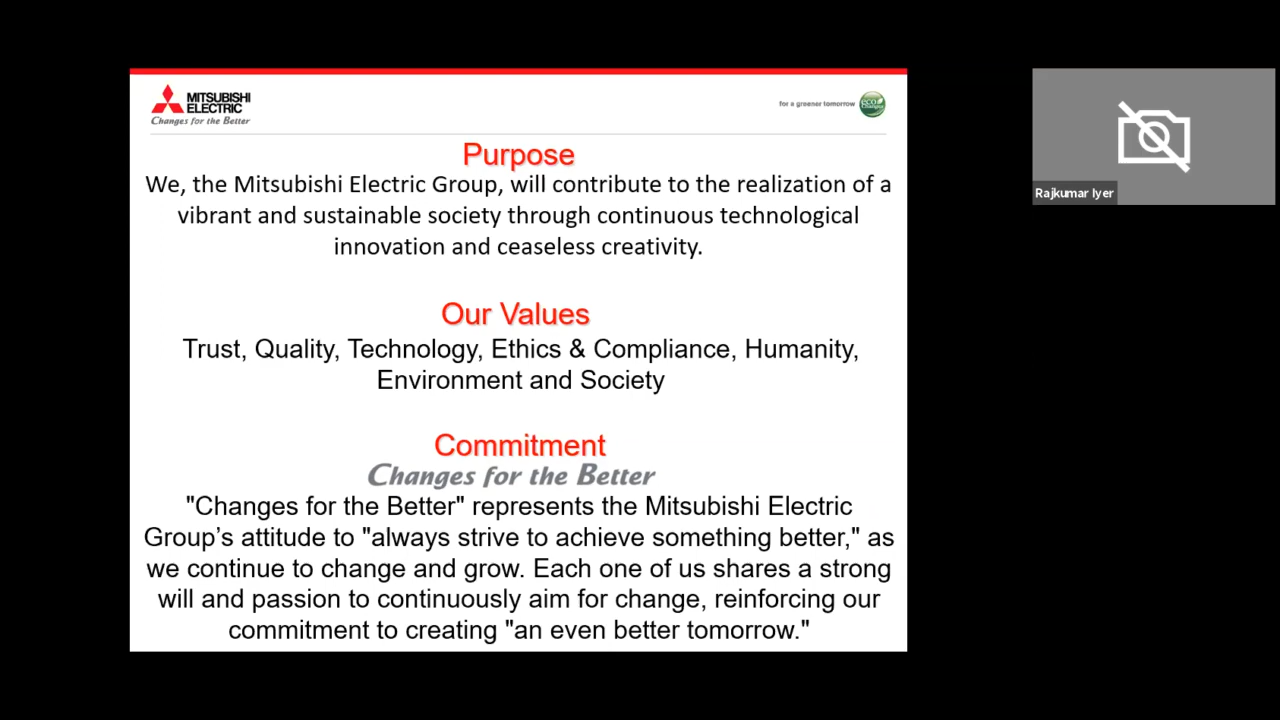 MITSUBISHI
ELECTRIC
Changes for the Better
for a greener tomorrow
eco
changes
Purpose
We, the Mitsubishi Electric Group, will contribute to the realization of a
vibrant and sustainable society through continuous technological
innovation and ceaseless creativity.
Our Values
Trust, Quality, Technology, Ethics & Compliance, Humanity,
Environment and Society
Commitment
Changes for the Better
"Changes for the Better" represents the Mitsubishi Electric
Group’s attitude to "always strive to achieve something better," as
we continue to change and grow. Each one of us shares a strong
will and passion to continuously aim for change, reinforcing our
commitment to creating "an even better tomorrow."
Rajkumar Iyer